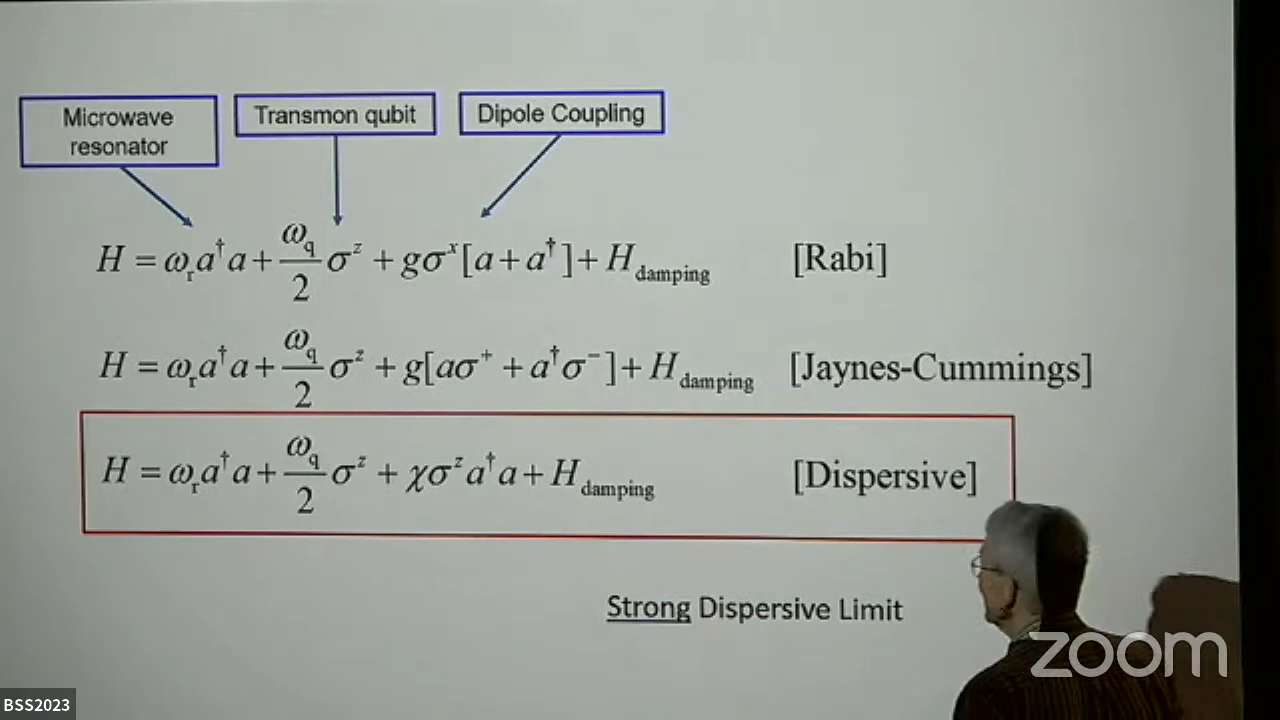 Microwave
resonator
Transmon qubit
Dipole Coupling
H = ω_r a†a + ω_q/2 σ^z + gσ^x[a + a†] + H_damping [Rabi]
H = ω_r a†a + ω_q/2 σ^z + g[aσ^+ + a†σ^−] + H_damping [Jaynes-Cummings]
H = ω_r a†a + ω_q/2 σ^z + χσ^z a†a + H_damping [Dispersive]
Strong Dispersive Limit
zoom
BSS2023